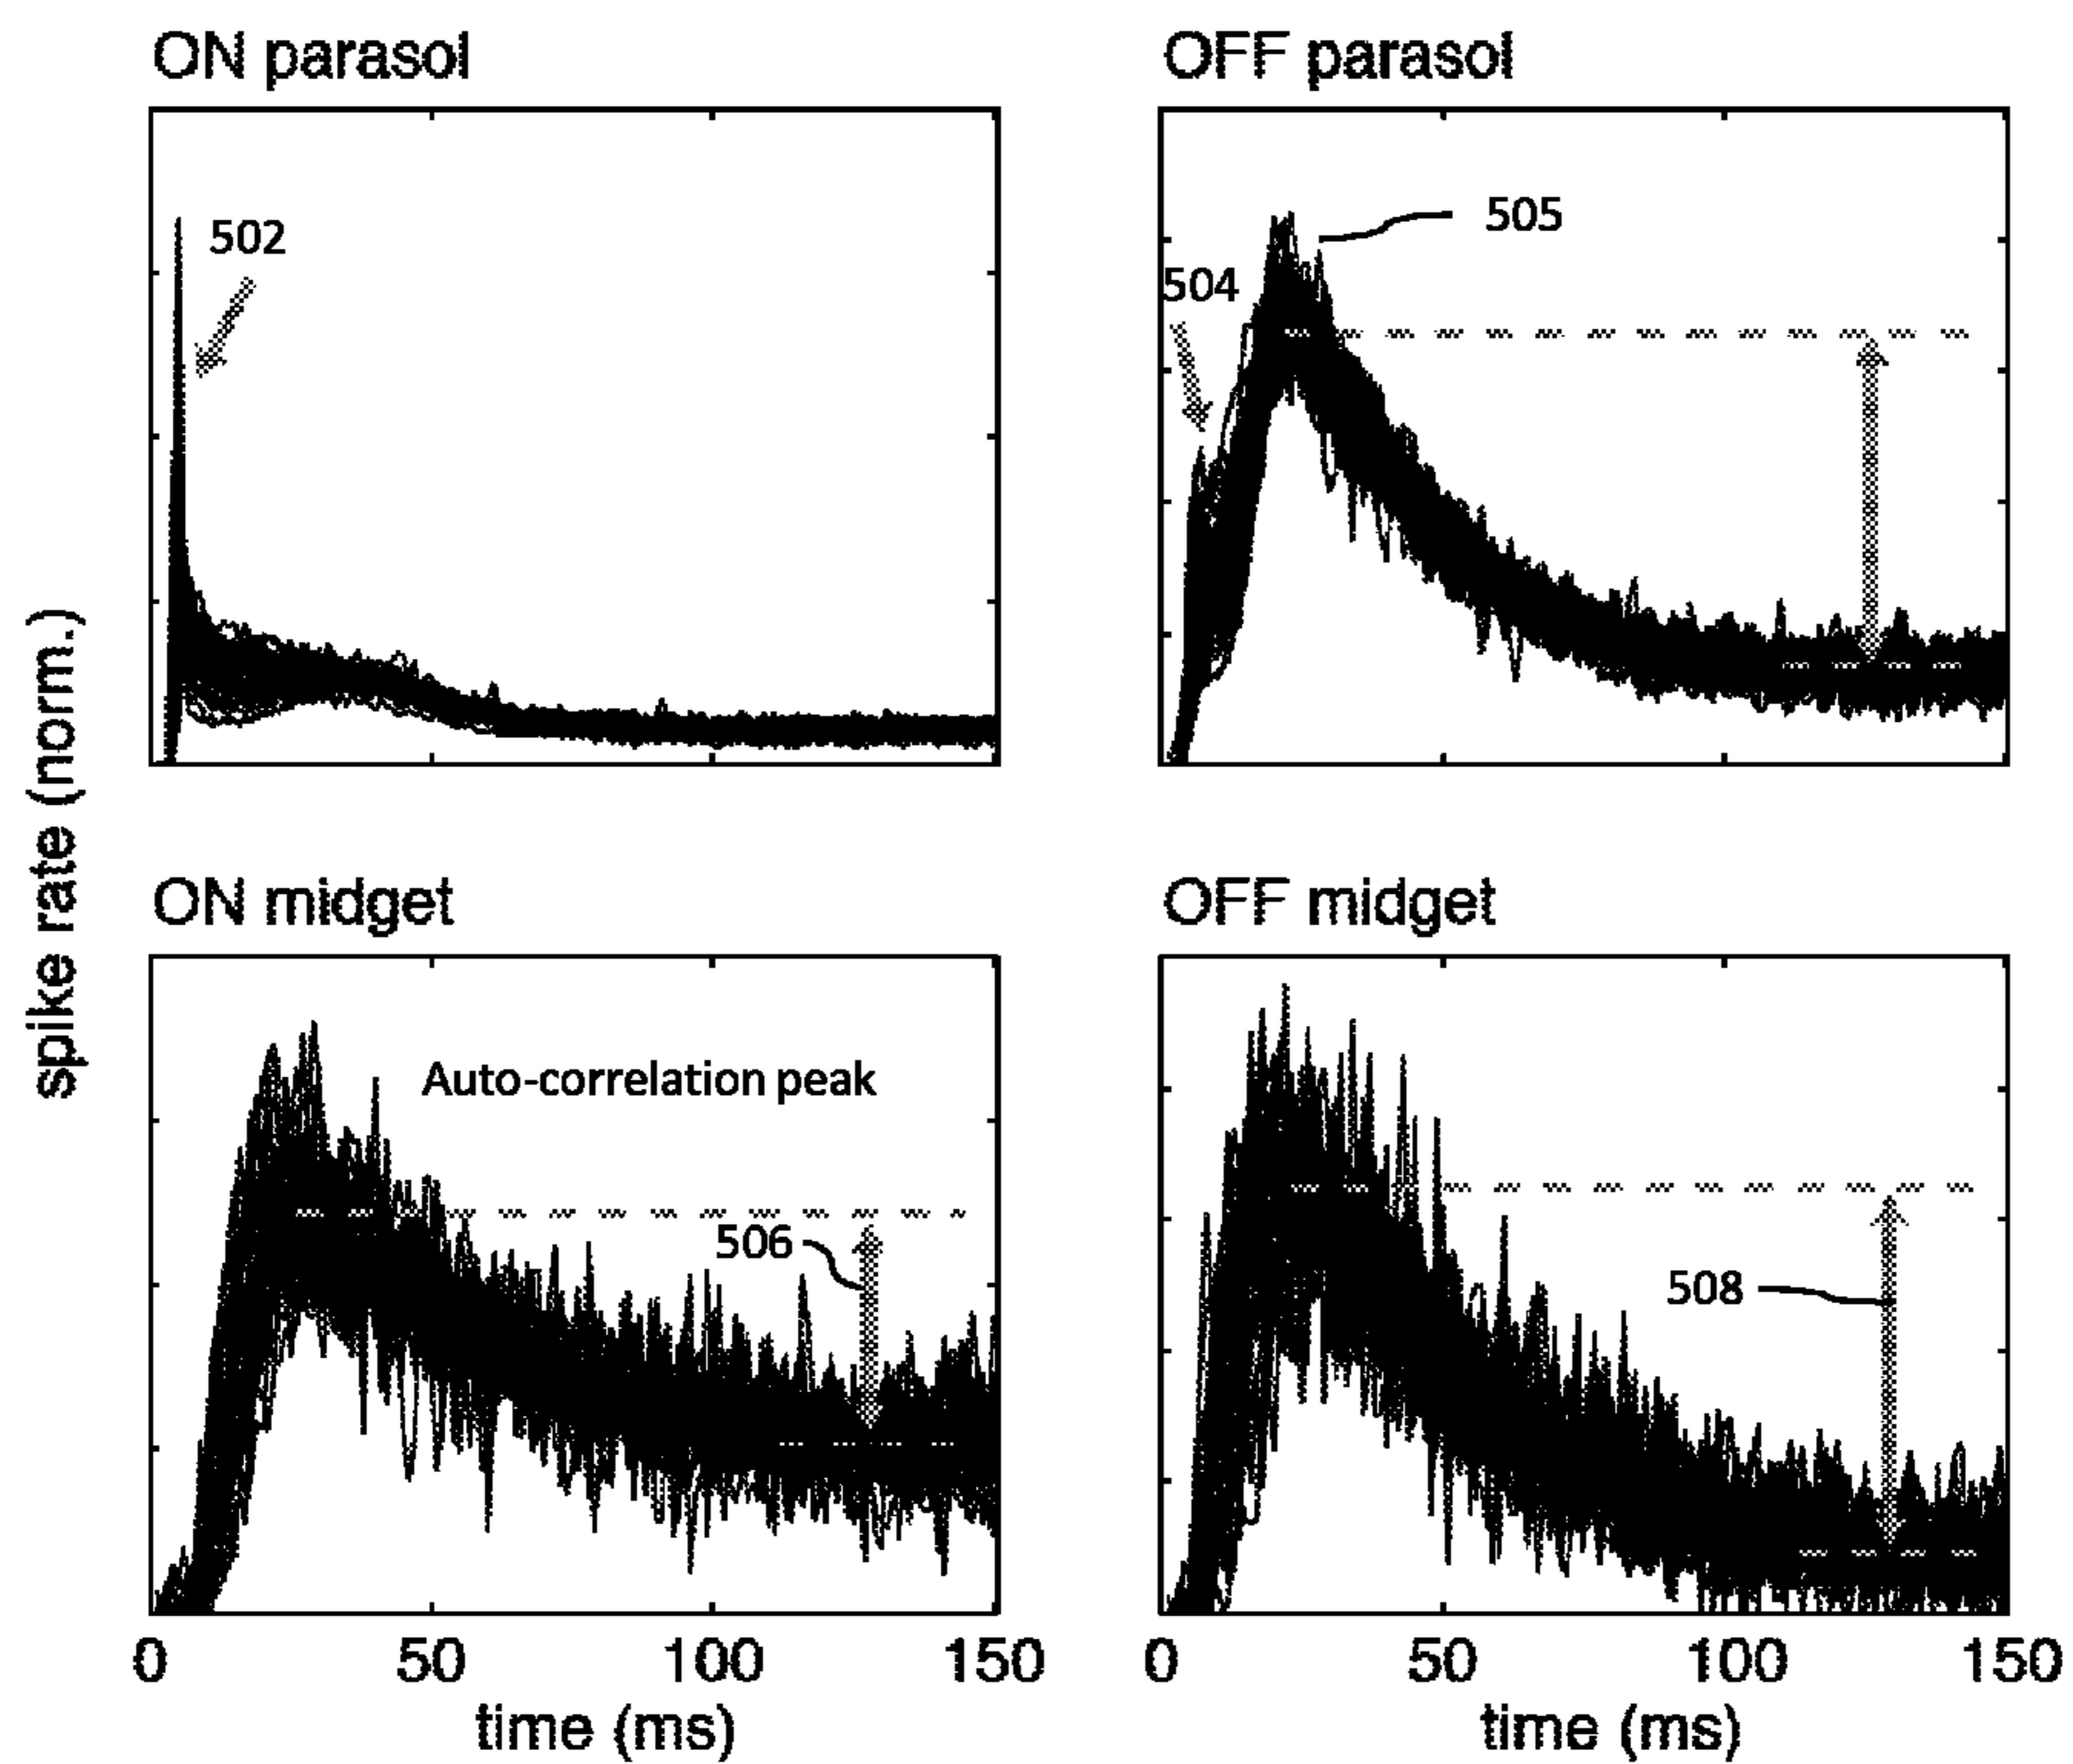 ON parasol
OFF parasol
502
505
504
spike rate (norm.)
ON midget
OFF midget
Auto-correlation peak
506
508
0 50 100 150
0 50 100 150
time (ms)
time (ms)